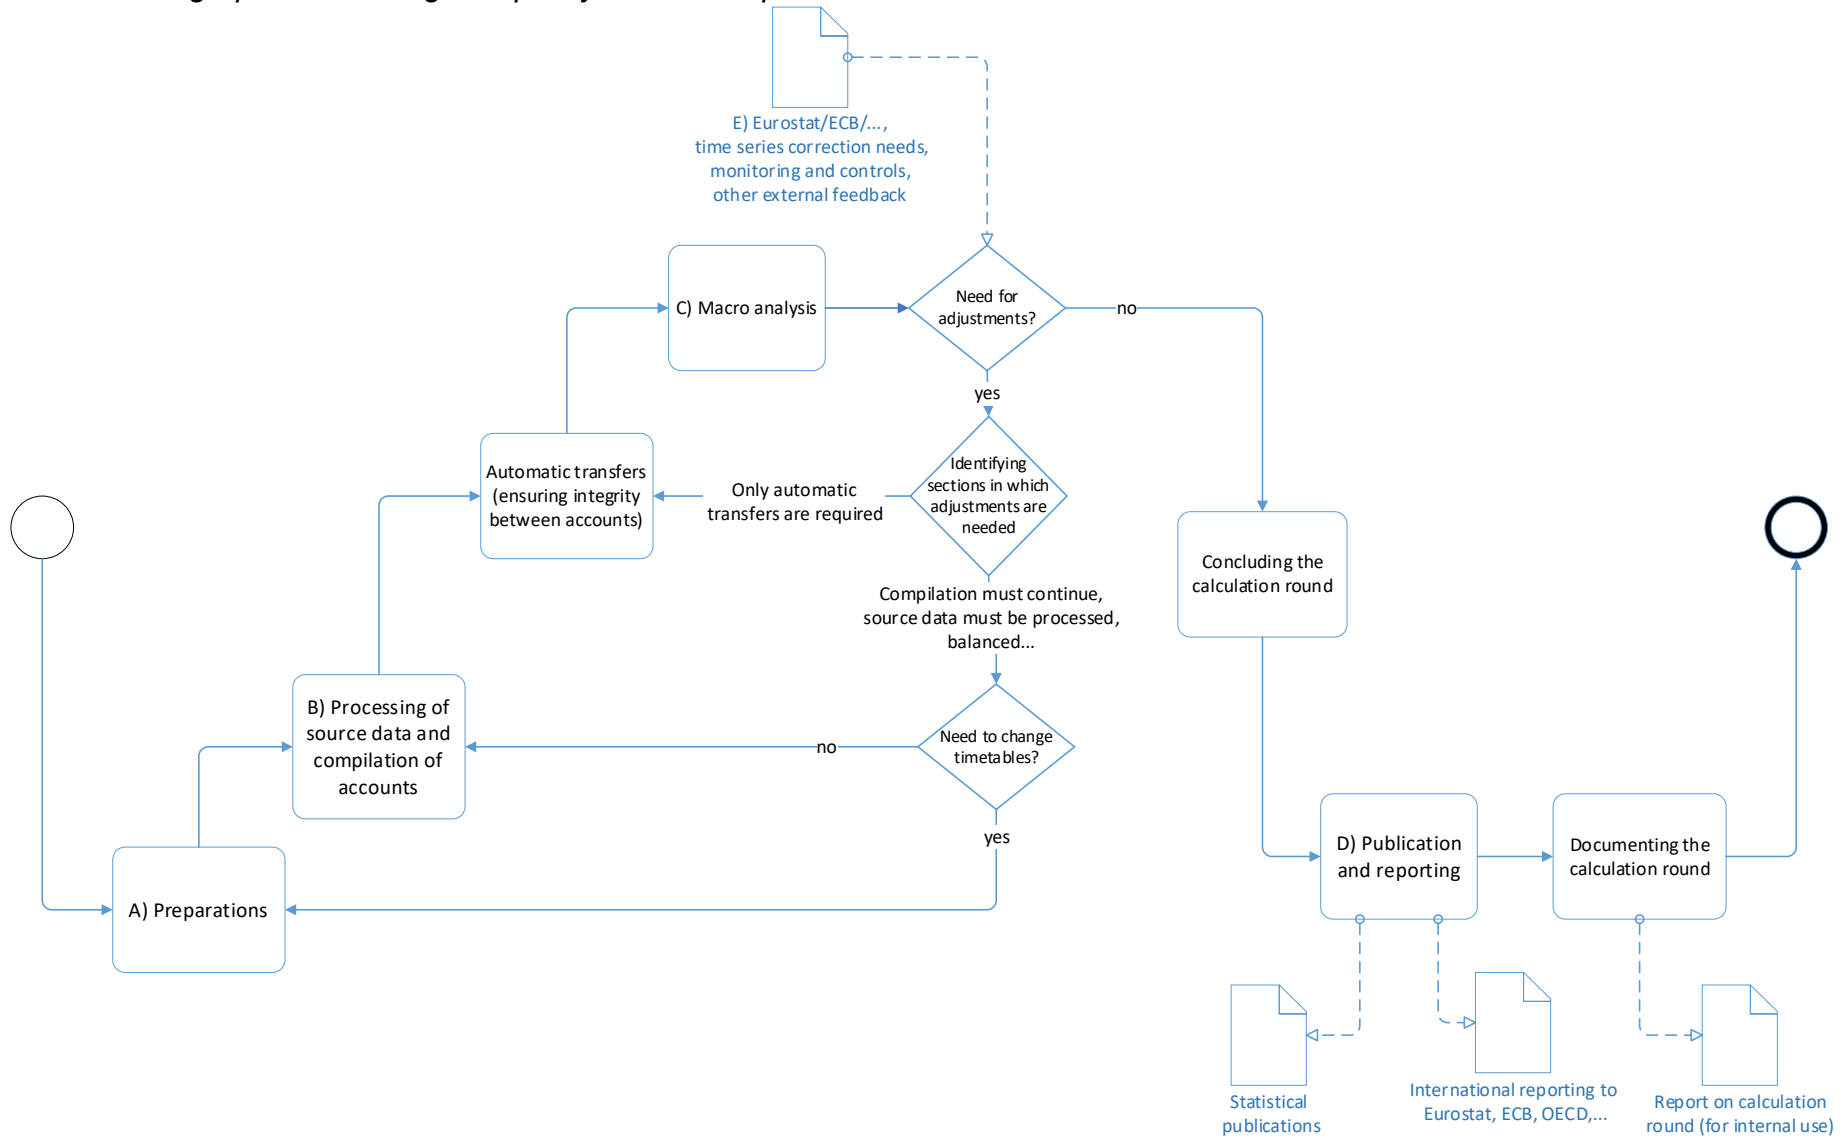 E) Eurostat/ECB/...,
time series correction needs,
monitoring and controls,
other external feedback
C) Macro analysis
Need for
adjustments?
no
yes
Automatic transfers
(ensuring integrity
between accounts)
Only automatic
transfers are required
Identifying
sections in which
adjustments are
needed
Concluding the
calculation round
Compilation must continue,
source data must be processed,
balanced...
B) Processing of
source data and
compilation of
accounts
no
Need to change
timetables?
yes
A) Preparations
D) Publication
and reporting
Documenting the
calculation round
Statistical
publications
International reporting to
Eurostat, ECB, OECD,...
Report on calculation
round (for internal use)